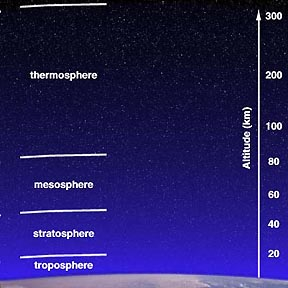 300
thermosphere
200
Altitude (km)
100
80
mesosphere
60
40
stratosphere
20
troposphere